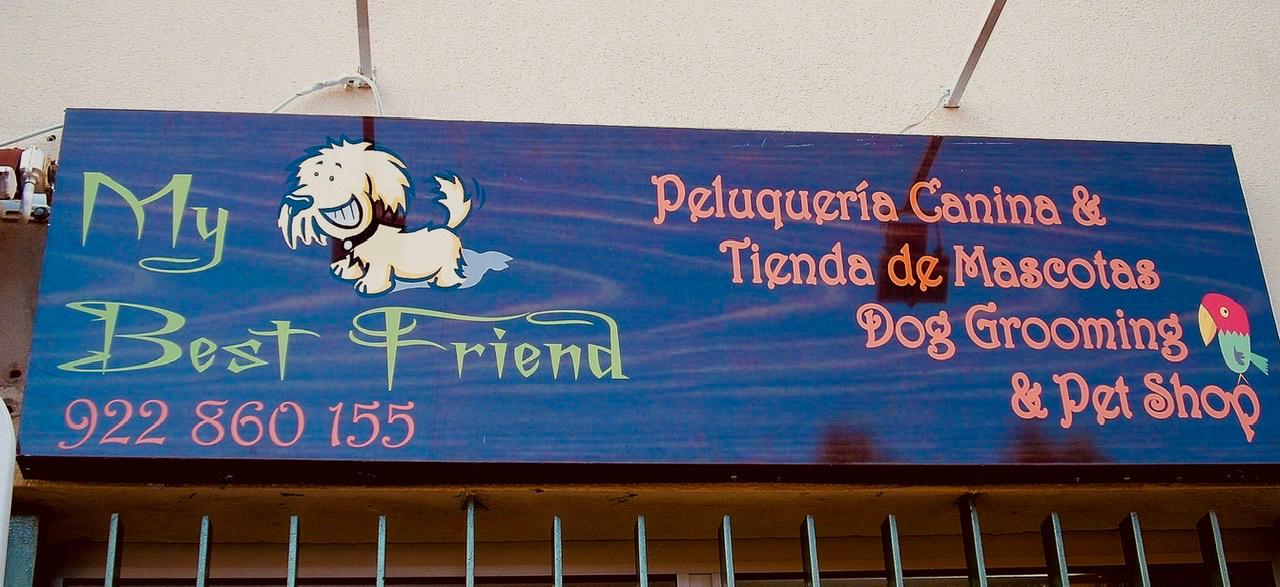 My
Best Friend
922 860 155
Peluquería Canina &
Tienda de Mascotas
Dog Grooming
& Pet Shop